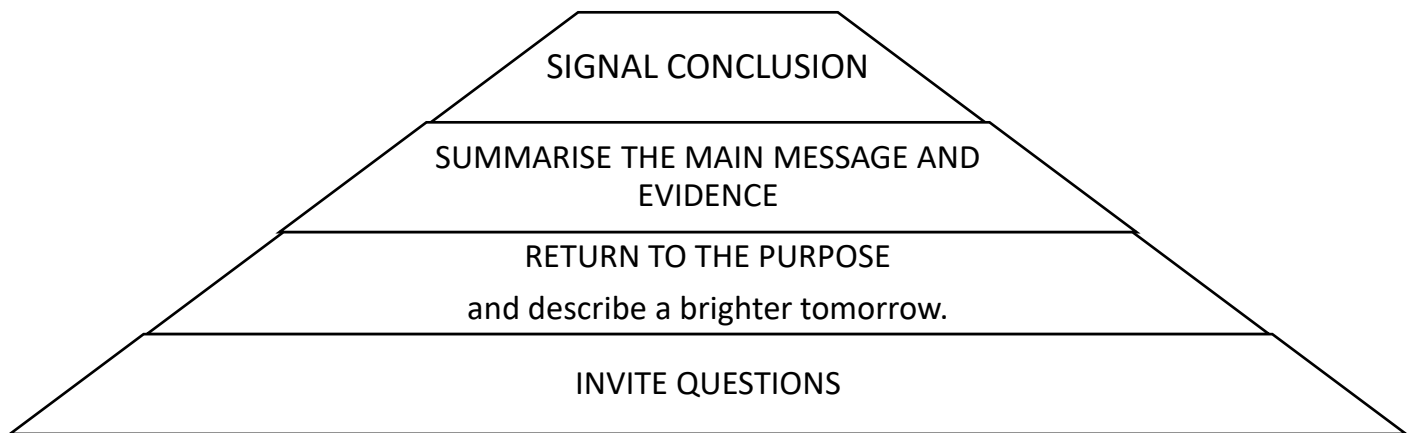 SIGNAL CONCLUSION
SUMMARISE THE MAIN MESSAGE AND
EVIDENCE
RETURN TO THE PURPOSE
and describe a brighter tomorrow.
INVITE QUESTIONS